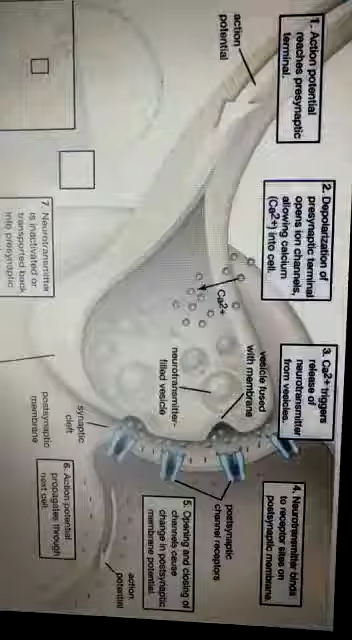 1. Action potential
reaches presynaptic
terminal.
action
potential
2. Depolarization of
presynaptic terminal
opens ion channels,
allowing calcium
(Ca2+) into cell.
Ca2+
3. Ca2+ triggers
release of
neurotransmitter
from vesicles.
vesicle fused
with membrane
neurotransmitter-
filled vesicle
4. Neurotransmitter binds
to receptor sites on
postsynaptic membrane.
postsynaptic
channel receptors
synaptic
cleft
5. Opening and closing of
channels cause
change in postsynaptic
membrane potential.
postsynaptic
membrane
6. Action potential
propagates through
next cell.
action
potential
7. Neurotransmitter
is inactivated or
transported back
into presynaptic